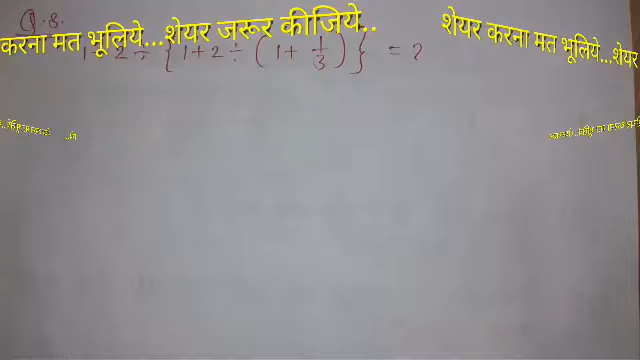 Q.8.
करना मत भूलिये...शेयर जरूर कीजिये..
शेयर करना मत भूलिये...शेयर
1 2 ÷ { 1 + 2 ÷ ( 1 + 1/3 ) } = ?